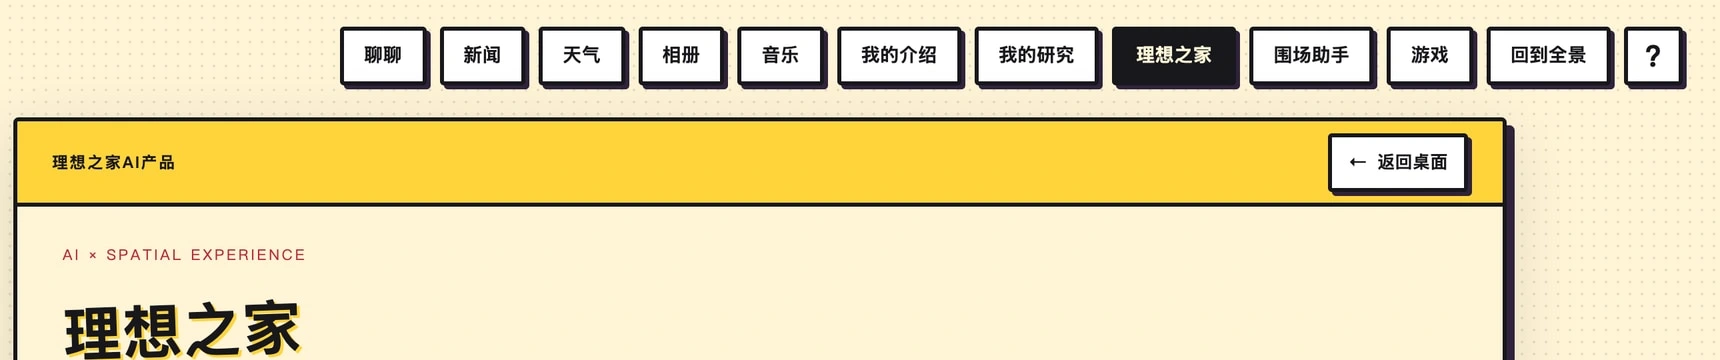 聊聊 新闻 天气 相册 音乐 我的介绍 我的研究 理想之家 围场助手 游戏 回到全景 ?
理想之家AI产品 ← 返回桌面
AI × SPATIAL EXPERIENCE
理想之家